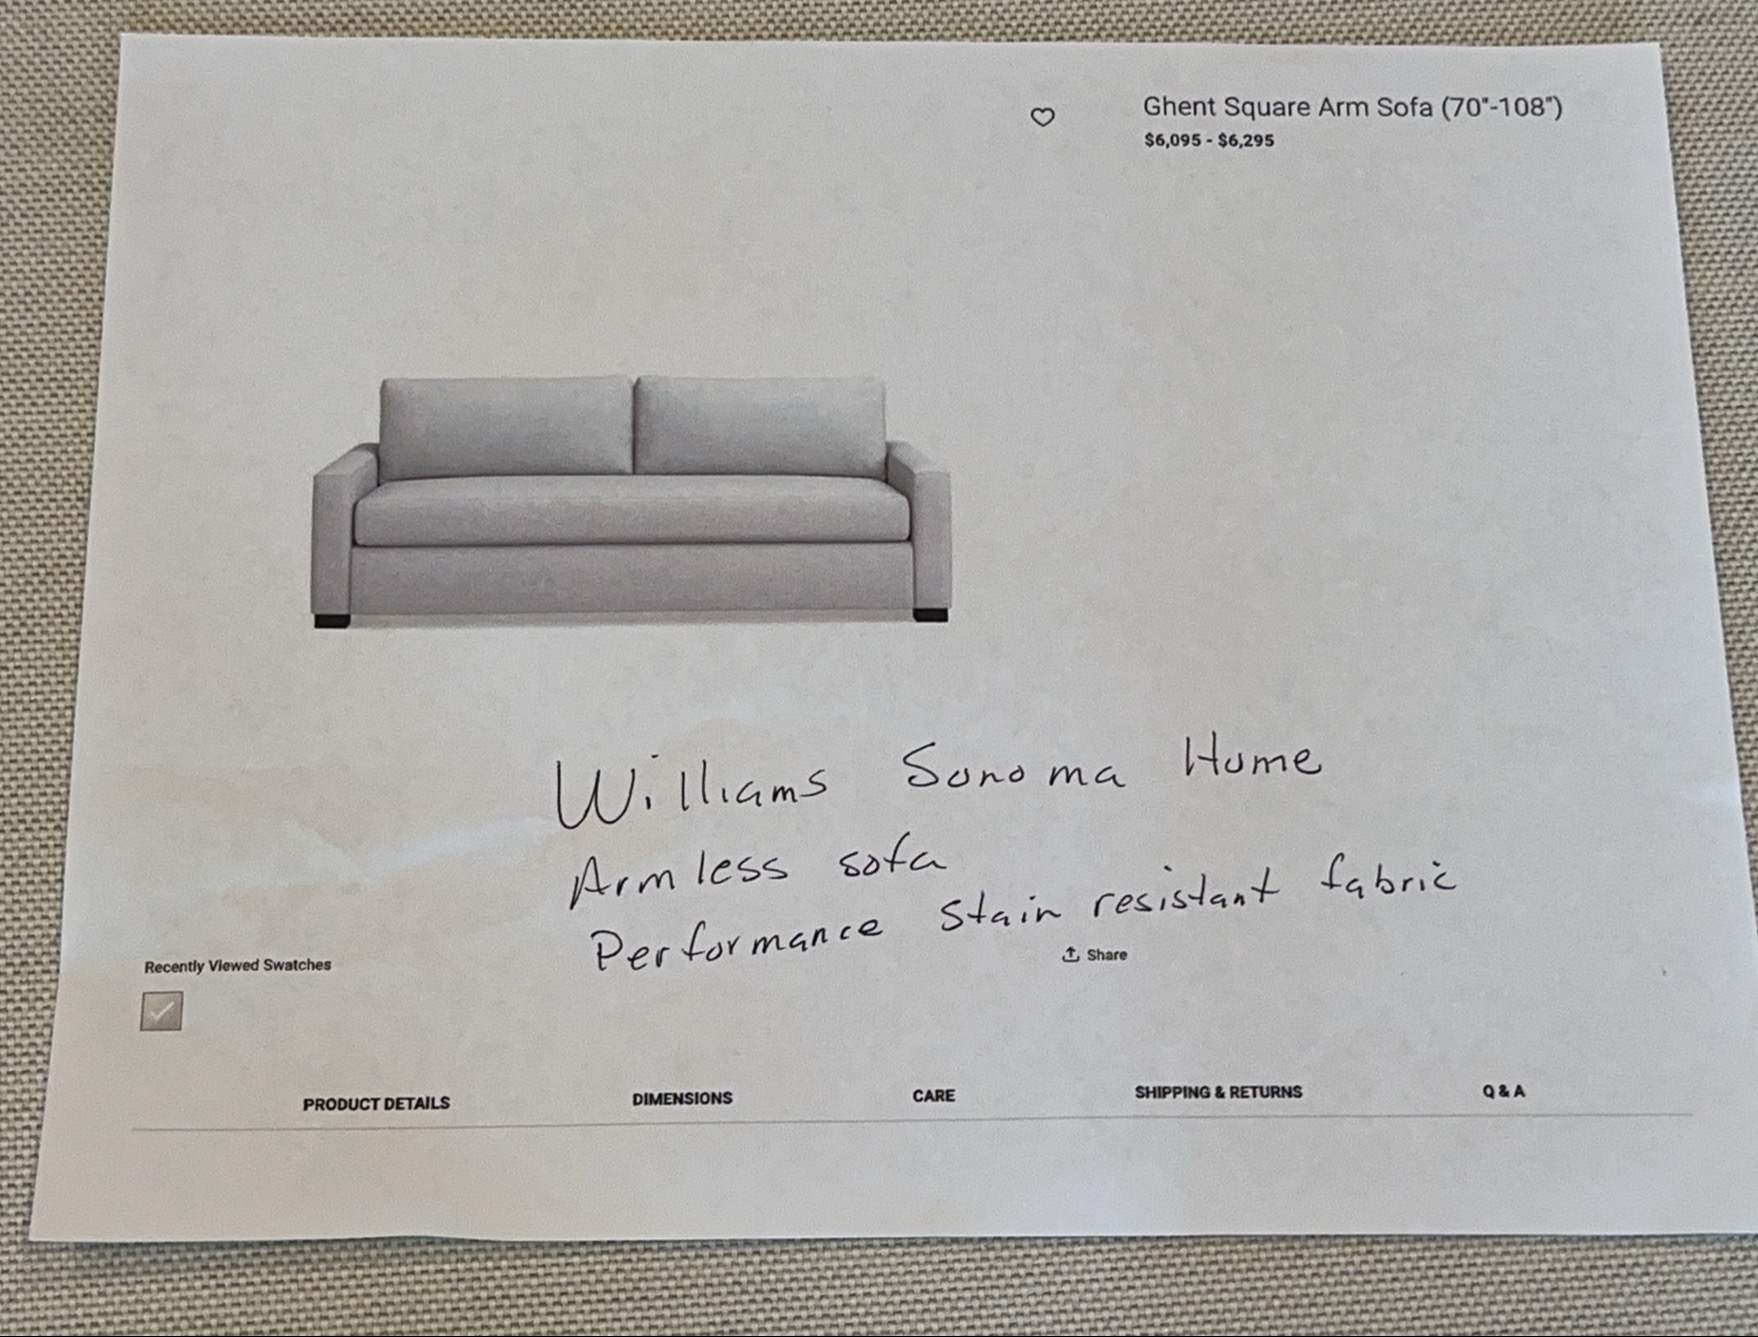 Ghent Square Arm Sofa (70"-108")
$6,095 - $6,295
Williams Sonoma Home
Armless sofa
Performance Stain resistant fabric
Recently Viewed Swatches
Share
PRODUCT DETAILS DIMENSIONS CARE SHIPPING & RETURNS Q & A